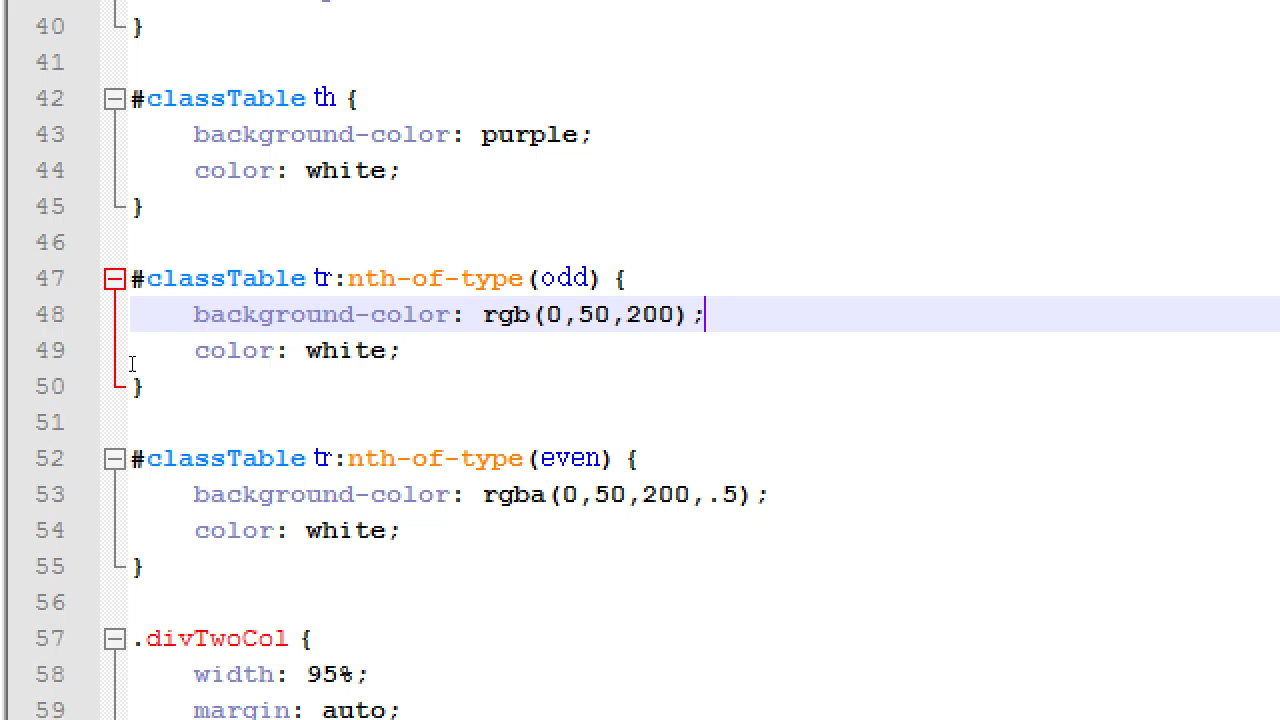 40 }
41
42 #classTable th {
43 background-color: purple;
44 color: white;
45 }
46
47 #classTable tr:nth-of-type(odd) {
48 background-color: rgb(0,50,200);
49 color: white;
50 }
51
52 #classTable tr:nth-of-type(even) {
53 background-color: rgba(0,50,200,.5);
54 color: white;
55 }
56
57 .divTwoCol {
58 width: 95%;
59 margin: auto;